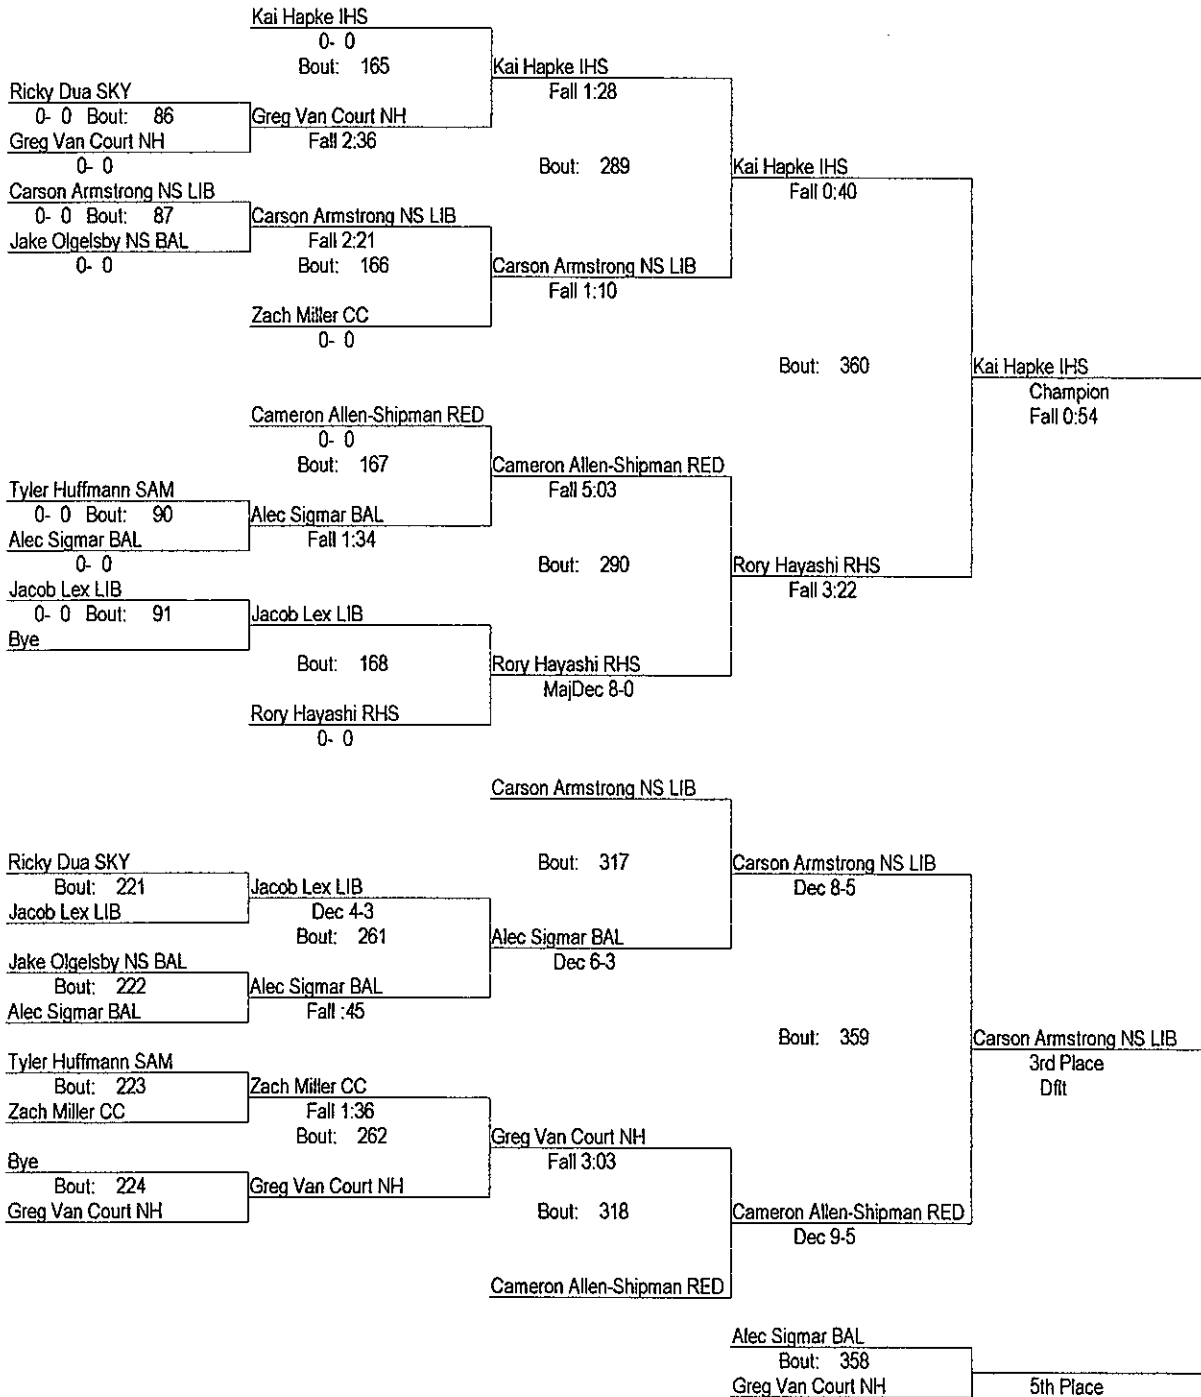 Kai Hapke IHS
0- 0
Bout: 165
Kai Hapke IHS
Fall 1:28
Ricky Dua SKY
0- 0 Bout: 86
Greg Van Court NH
Greg Van Court NH
Fall 2:36
0- 0
Bout: 289
Kai Hapke IHS
Fall 0:40
Carson Armstrong NS LIB
0- 0 Bout: 87
Carson Armstrong NS LIB
Jake Olgelsby NS BAL
Fall 2:21
0- 0
Bout: 166
Carson Armstrong NS LIB
Fall 1:10
Zach Miller CC
0- 0
Bout: 360
Kai Hapke IHS
Champion
Fall 0:54
Cameron Allen-Shipman RED
0- 0
Bout: 167
Cameron Allen-Shipman RED
Fall 5:03
Tyler Huffmann SAM
0- 0 Bout: 90
Alec Sigmar BAL
Alec Sigmar BAL
Fall 1:34
0- 0
Bout: 290
Rory Hayashi RHS
Fall 3:22
Jacob Lex LIB
0- 0 Bout: 91
Jacob Lex LIB
Bye
Bout: 168
Rory Hayashi RHS
MajDec 8-0
Rory Hayashi RHS
0- 0
Carson Armstrong NS LIB
Bout: 317
Carson Armstrong NS LIB
Dec 8-5
Ricky Dua SKY
Bout: 221
Jacob Lex LIB
Jacob Lex LIB
Dec 4-3
Bout: 261
Alec Sigmar BAL
Dec 6-3
Jake Olgelsby NS BAL
Bout: 222
Alec Sigmar BAL
Alec Sigmar BAL
Fall :45
Bout: 359
Carson Armstrong NS LIB
3rd Place
Dflt
Tyler Huffmann SAM
Bout: 223
Zach Miller CC
Zach Miller CC
Fall 1:36
Bout: 262
Greg Van Court NH
Fall 3:03
Bye
Bout: 224
Greg Van Court NH
Greg Van Court NH
Bout: 318
Cameron Allen-Shipman RED
Dec 9-5
Cameron Allen-Shipman RED
Alec Sigmar BAL
Bout: 358
Greg Van Court NH
5th Place